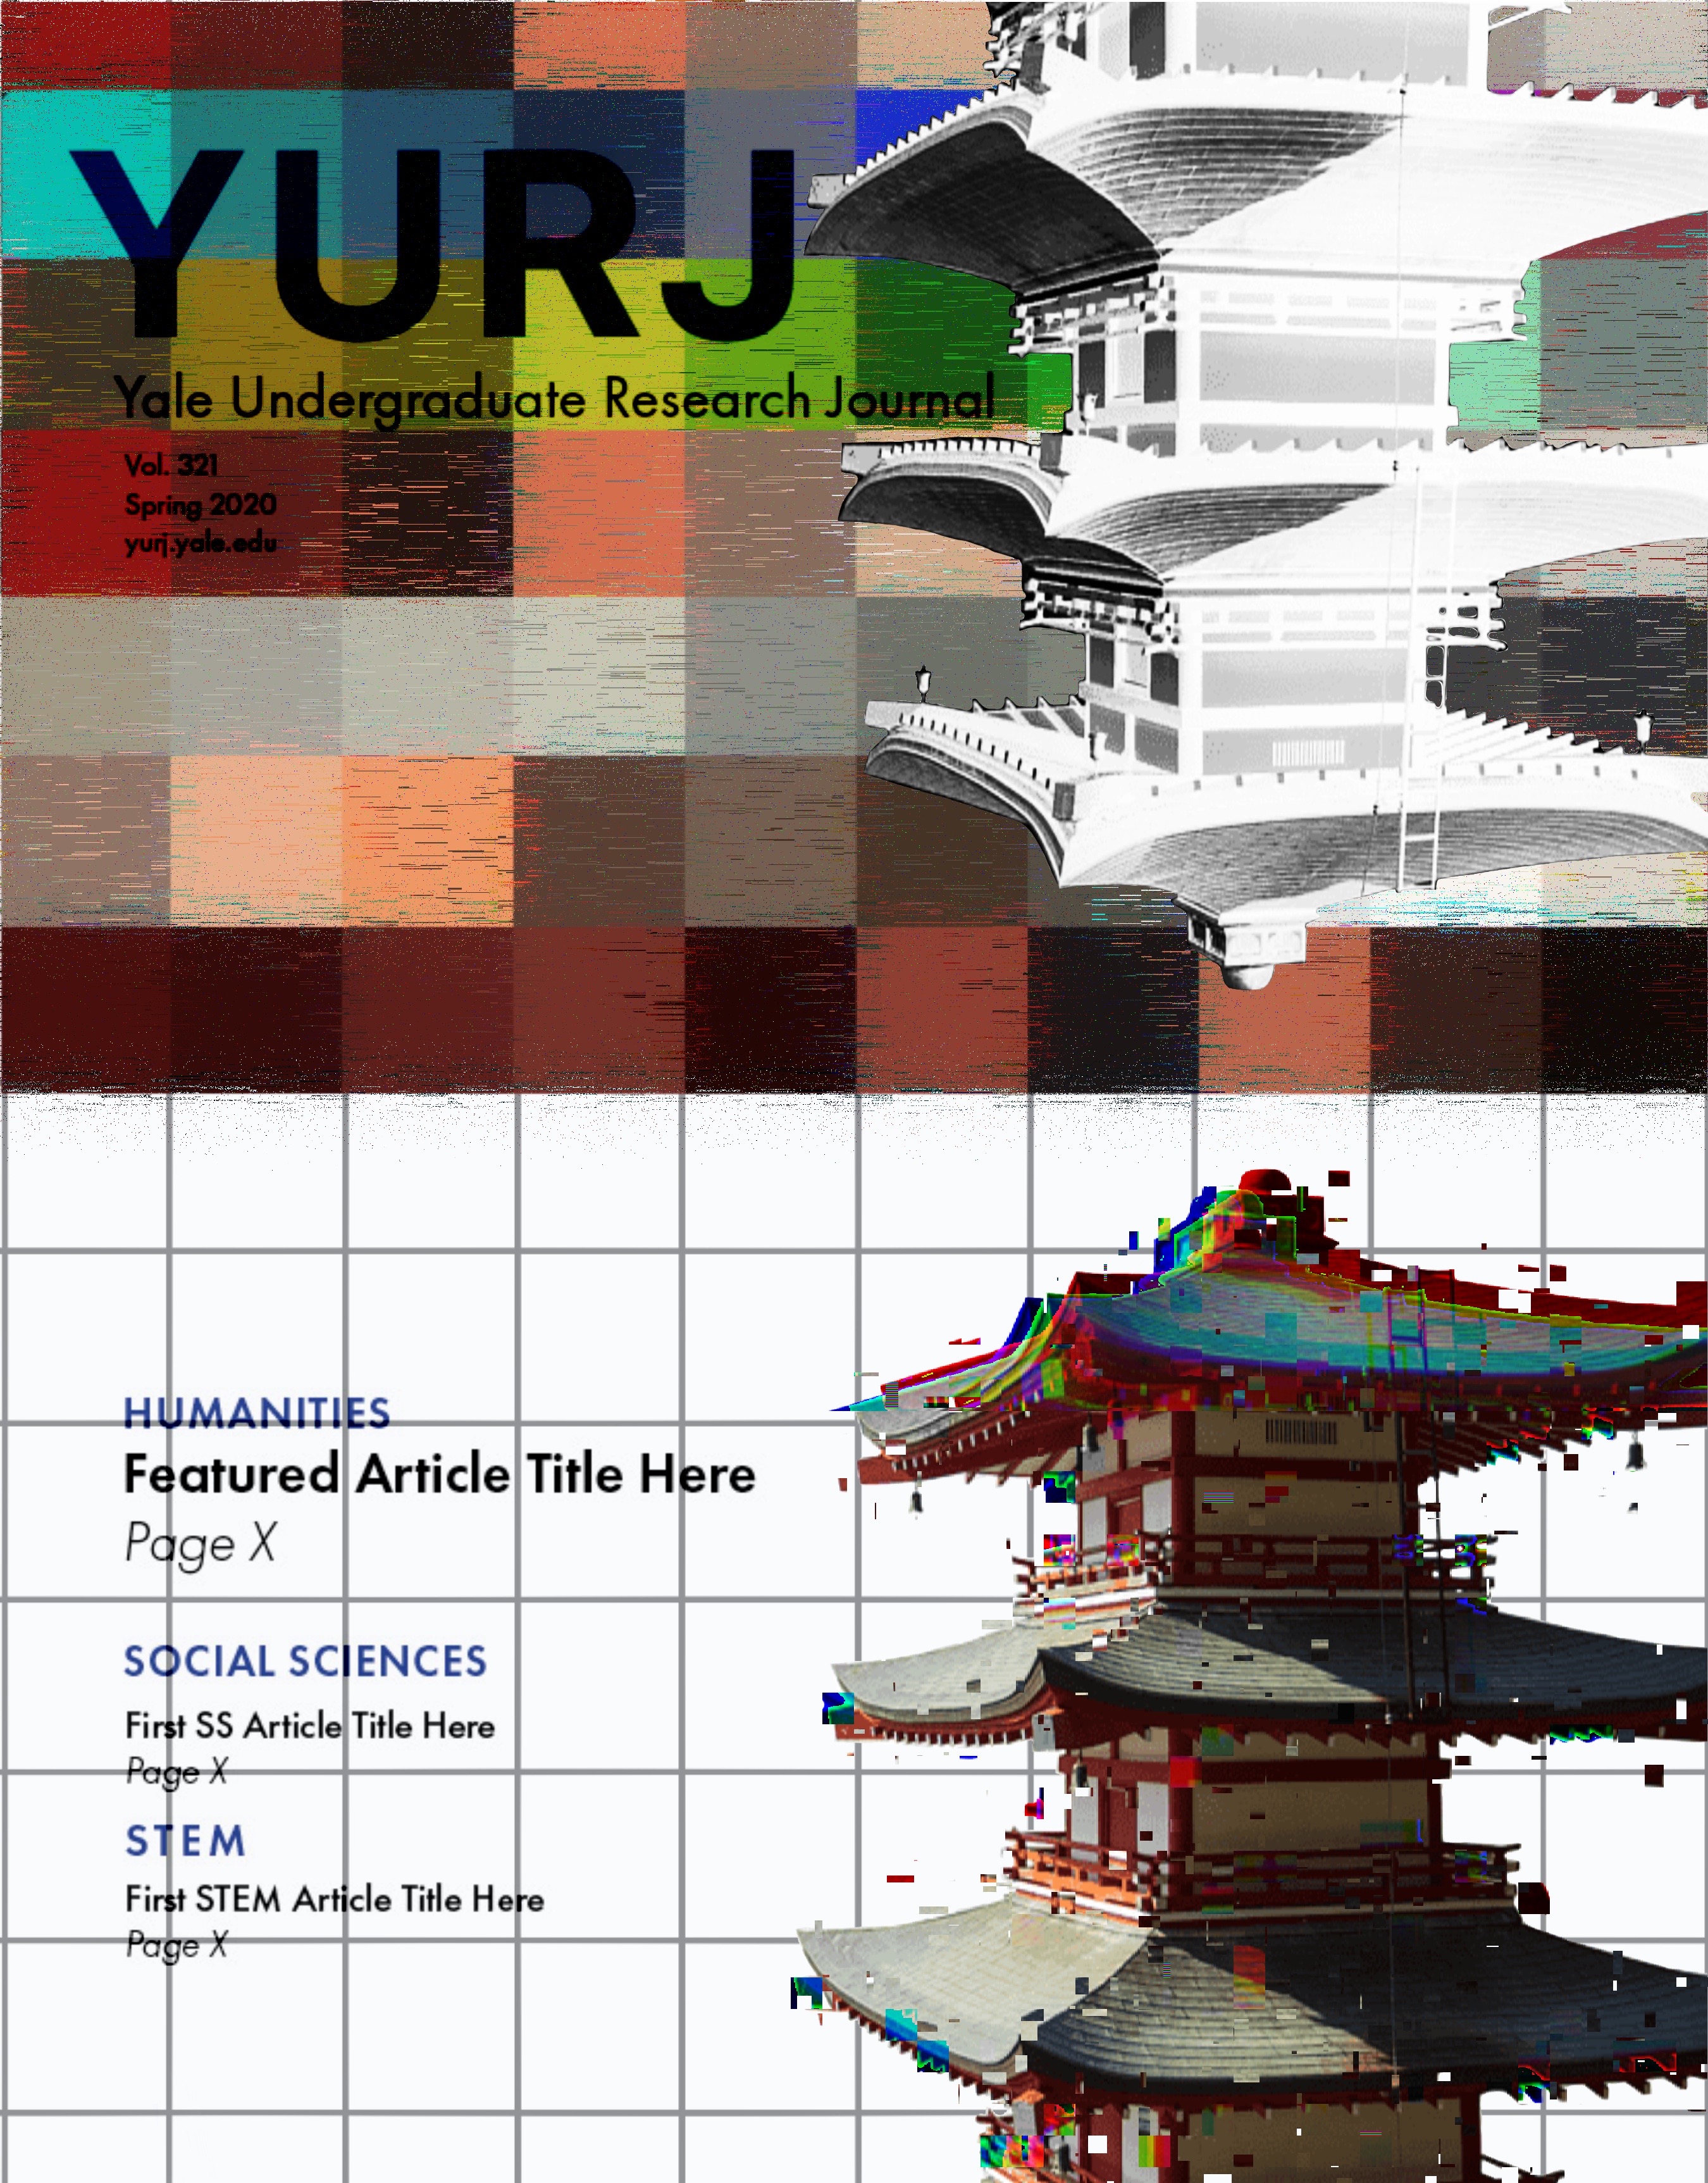 YURJ
Yale Undergraduate Research Journal
Vol. 321
Spring 2020
yurj.yale.edu
HUMANITIES
Featured Article Title Here
Page X
SOCIAL SCIENCES
First SS Article Title Here
Page X
STEM
First STEM Article Title Here
Page X